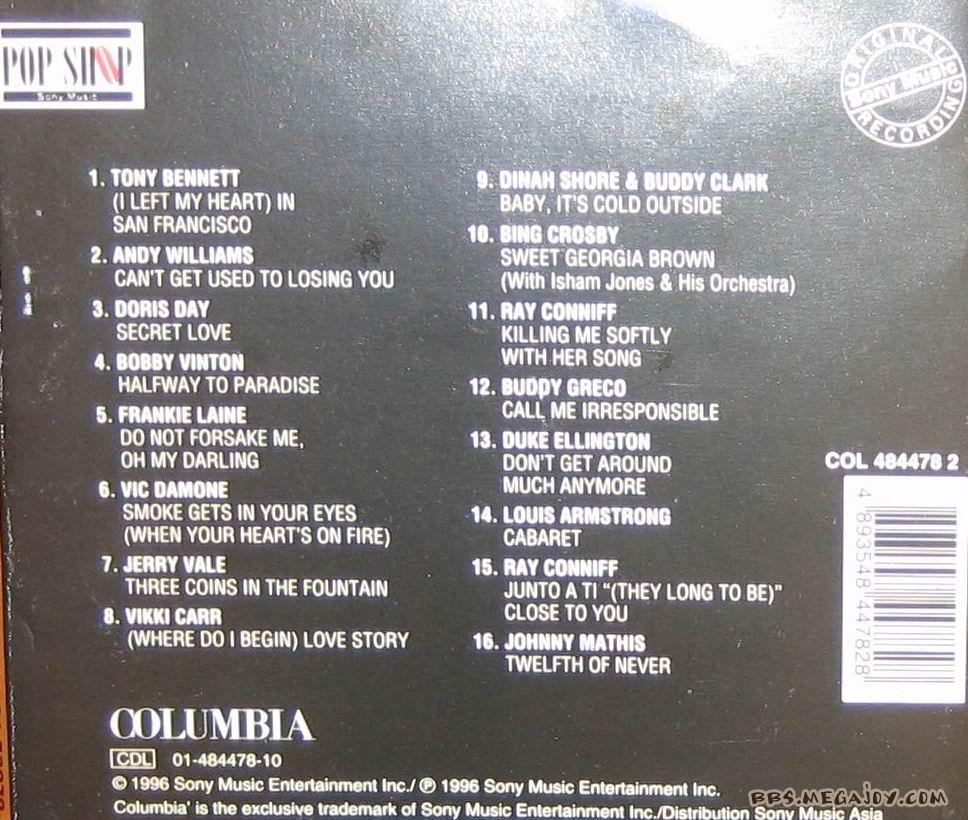 POP SHOP
Sony Music
ORIGINAL
Sony Music
RECORDING
1. TONY BENNETT
(I LEFT MY HEART) IN
SAN FRANCISCO
2. ANDY WILLIAMS
CAN'T GET USED TO LOSING YOU
3. DORIS DAY
SECRET LOVE
4. BOBBY VINTON
HALFWAY TO PARADISE
5. FRANKIE LAINE
DO NOT FORSAKE ME,
OH MY DARLING
6. VIC DAMONE
SMOKE GETS IN YOUR EYES
(WHEN YOUR HEART'S ON FIRE)
7. JERRY VALE
THREE COINS IN THE FOUNTAIN
8. VIKKI CARR
(WHERE DO I BEGIN) LOVE STORY
9. DINAH SHORE & BUDDY CLARK
BABY, IT'S COLD OUTSIDE
10. BING CROSBY
SWEET GEORGIA BROWN
(With Isham Jones & His Orchestra)
11. RAY CONNIFF
KILLING ME SOFTLY
WITH HER SONG
12. BUDDY GRECO
CALL ME IRRESPONSIBLE
13. DUKE ELLINGTON
DON'T GET AROUND
MUCH ANYMORE
14. LOUIS ARMSTRONG
CABARET
15. RAY CONNIFF
JUNTO A TI "(THEY LONG TO BE)"
CLOSE TO YOU
16. JOHNNY MATHIS
TWELFTH OF NEVER
COL 484478 2
4 893548 447828
COLUMBIA
CDL 01-484478-10
© 1996 Sony Music Entertainment Inc./ ℗ 1996 Sony Music Entertainment Inc.
Columbia' is the exclusive trademark of Sony Music Entertainment Inc./Distribution Sony Music Asia
BBS.MEGAJOY.COM